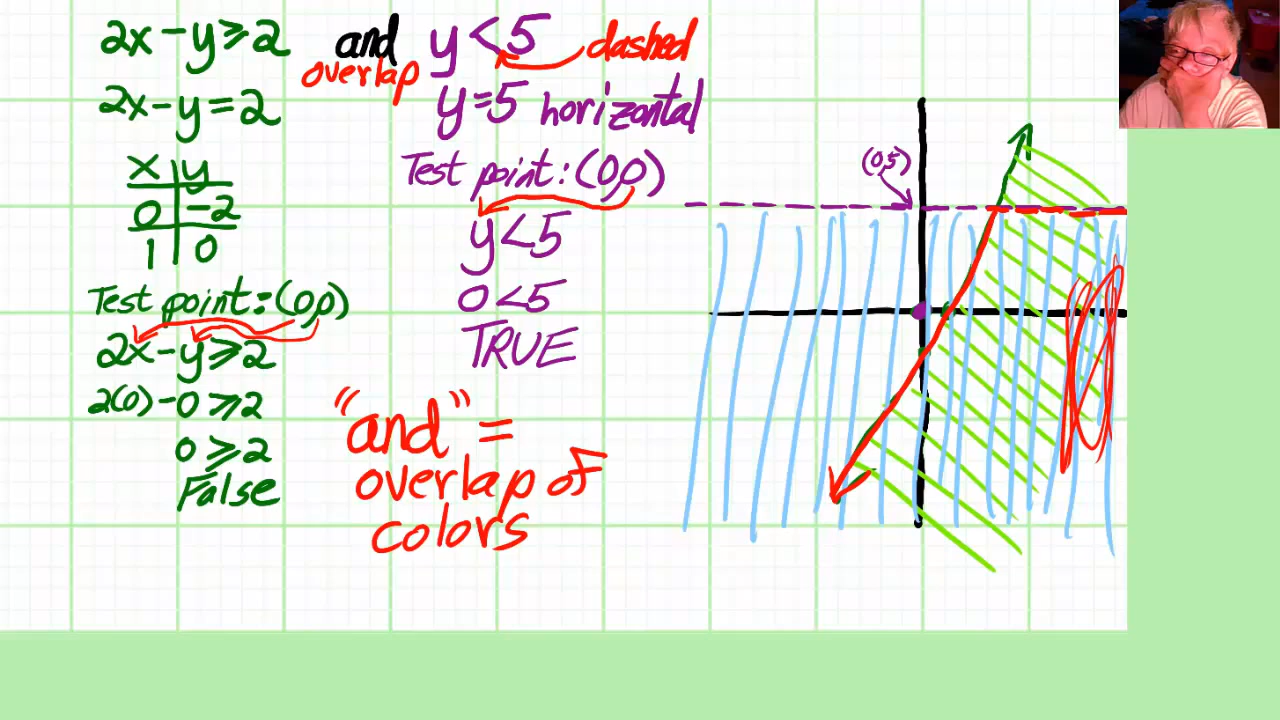 2x - y ≥ 2 and y < 5 dashed
overlap
2x - y = 2
y = 5 horizontal
x y
0 -2
1 0
Test point: (0,0)
y < 5
0 < 5
TRUE
(0,5)
Test point: (0,0)
2x - y ≥ 2
2(0) - 0 ≥ 2
0 ≥ 2
False
"and" =
overlap of
colors